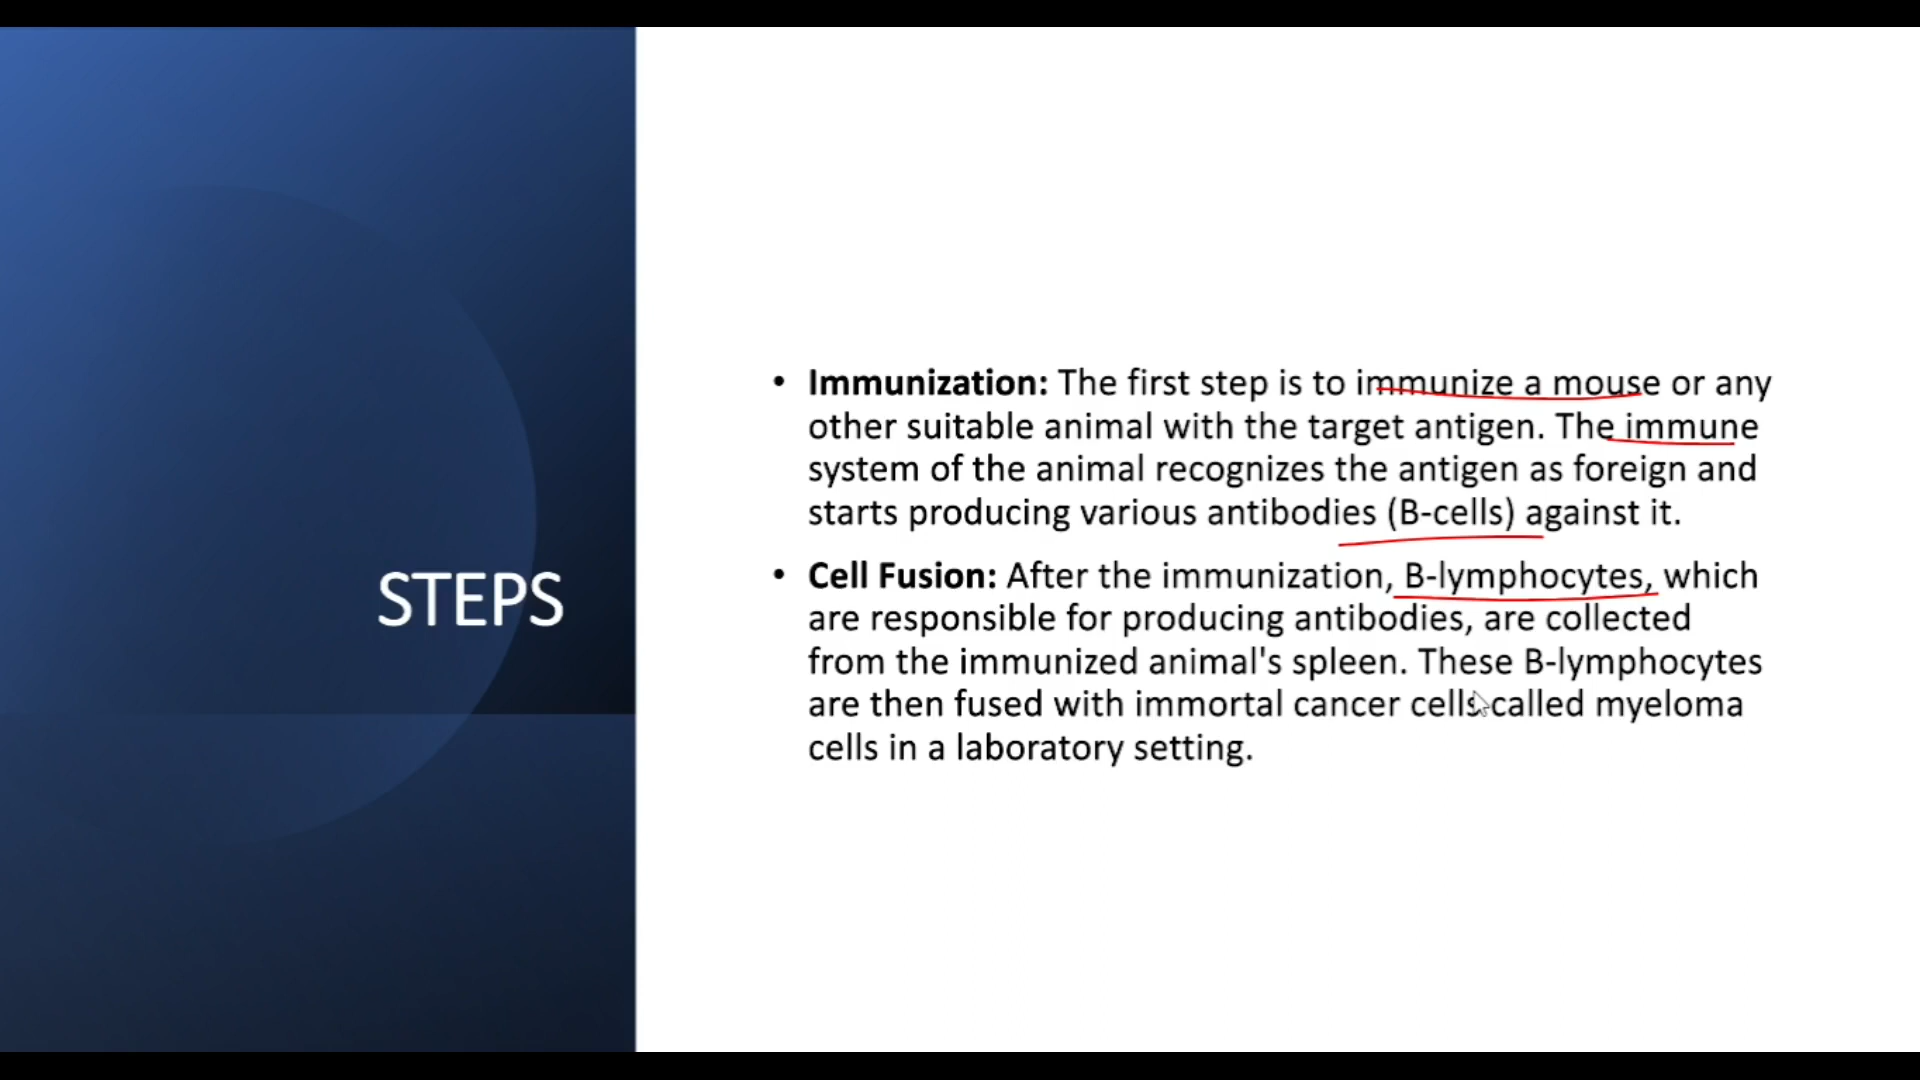 STEPS
• Immunization: The first step is to immunize a mouse or any
other suitable animal with the target antigen. The immune
system of the animal recognizes the antigen as foreign and
starts producing various antibodies (B-cells) against it.
• Cell Fusion: After the immunization, B-lymphocytes, which
are responsible for producing antibodies, are collected
from the immunized animal's spleen. These B-lymphocytes
are then fused with immortal cancer cells called myeloma
cells in a laboratory setting.